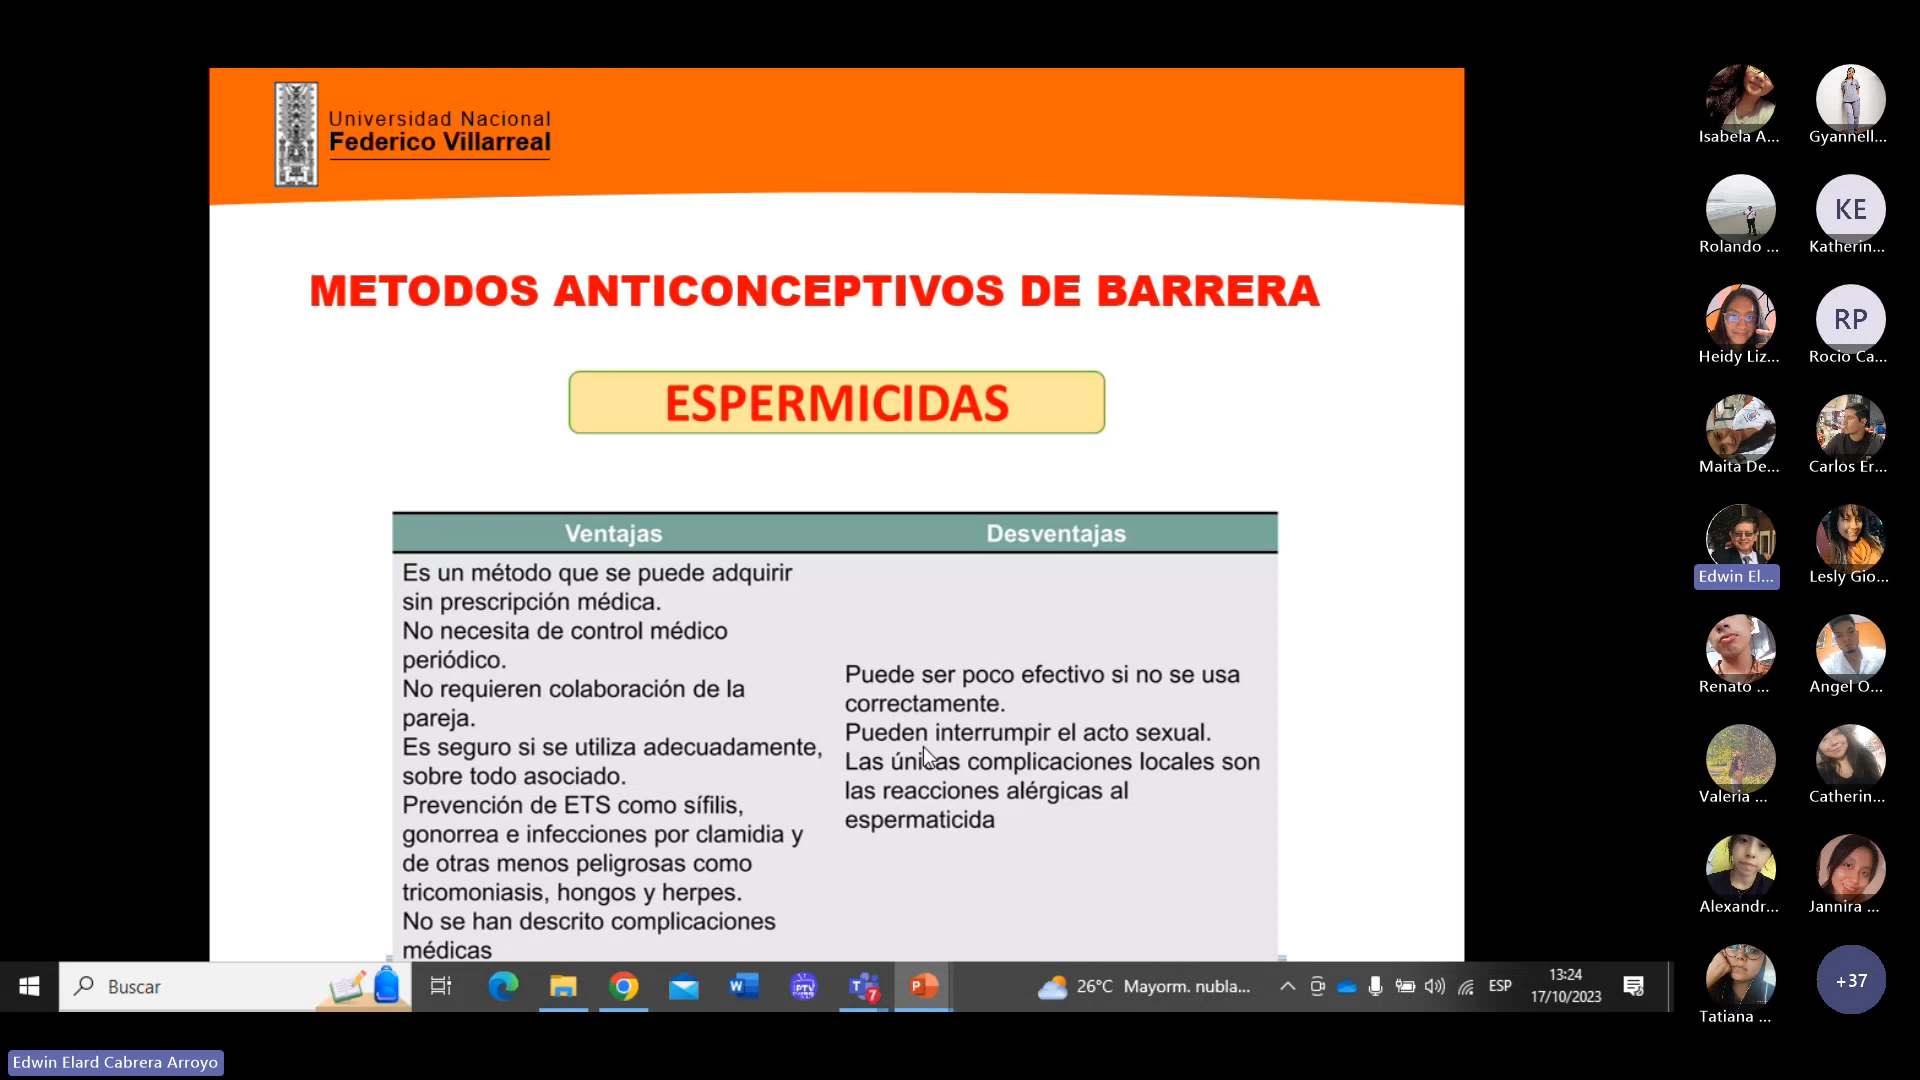 Universidad Nacional
Federico Villarreal
METODOS ANTICONCEPTIVOS DE BARRERA
ESPERMICIDAS
Ventajas
Es un método que se puede adquirir
sin prescripción médica.
No necesita de control médico
periódico.
No requieren colaboración de la
pareja.
Es seguro si se utiliza adecuadamente,
sobre todo asociado.
Prevención de ETS como sífilis,
gonorrea e infecciones por clamidia y
de otras menos peligrosas como
tricomoniasis, hongos y herpes.
No se han descrito complicaciones
médicas
Desventajas
Puede ser poco efectivo si no se usa
correctamente.
Pueden interrumpir el acto sexual.
Las únicas complicaciones locales son
las reacciones alérgicas al
espermaticida
Isabela A...
Gyannell...
Rolando ...
KE
Katherin...
Heidy Liz...
RP
Rocio Ca...
Maita De...
Carlos Er...
Edwin El...
Lesly Gio...
Renato ...
Angel O...
Valeria ...
Catherin...
Alexandr...
Jannira ...
Tatiana ...
+37
Buscar
7
26°C Mayorm. nubla...
ESP
13:24
17/10/2023
Edwin Elard Cabrera Arroyo